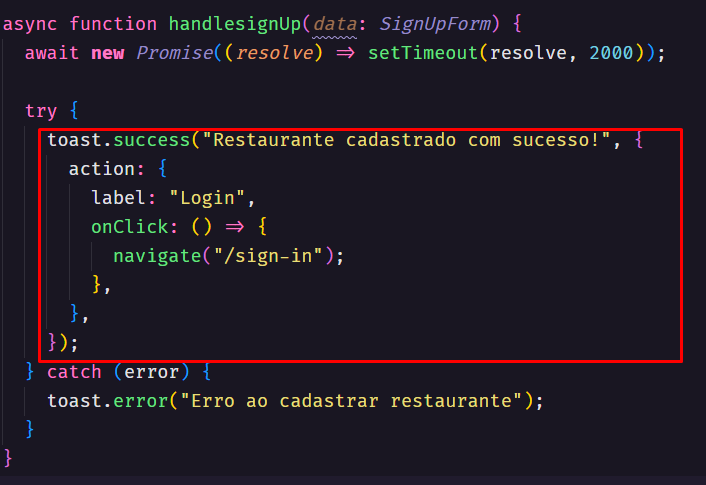 async function handlesignUp(data: SignUpForm) {
  await new Promise((resolve) => setTimeout(resolve, 2000));

  try {
    toast.success("Restaurante cadastrado com sucesso!", {
      action: {
        label: "Login",
        onClick: () => {
          navigate("/sign-in");
        },
      },
    });
  } catch (error) {
    toast.error("Erro ao cadastrar restaurante");
  }
}